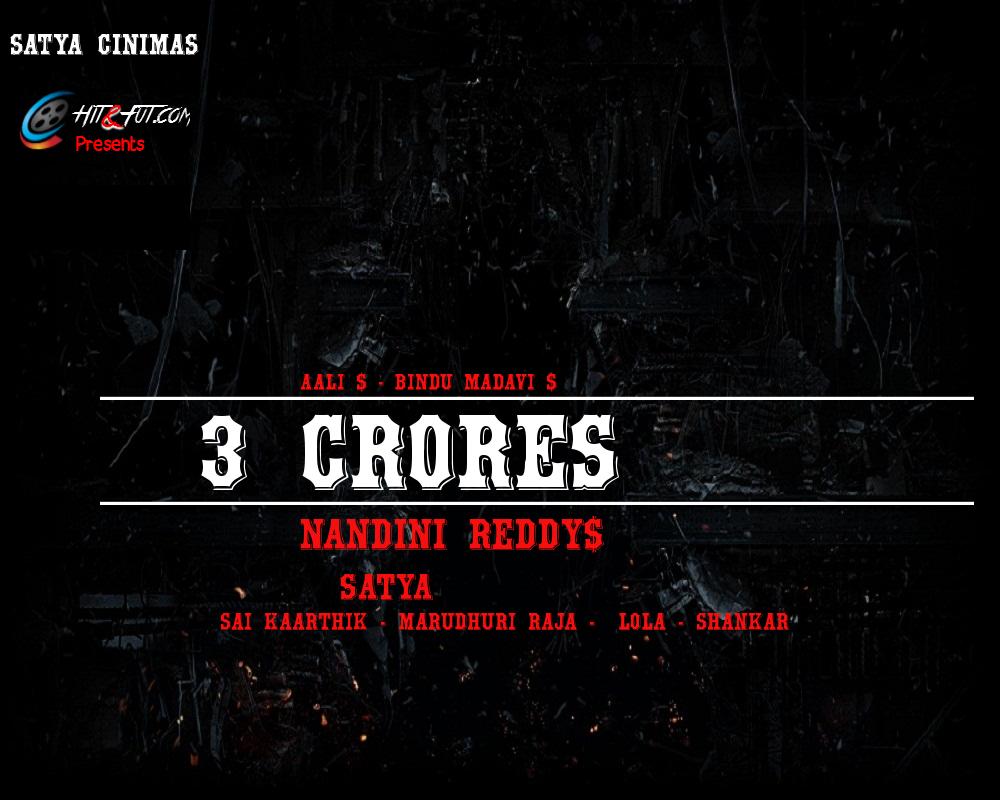 SATYA CINIMAS
HIT&FUT.COM
Presents
AALI $ - BINDU MADAVI $
3 CRORES
NANDINI REDDY$
SATYA
SAI KAARTHIK - MARUDHURI RAJA - LOLA - SHANKAR